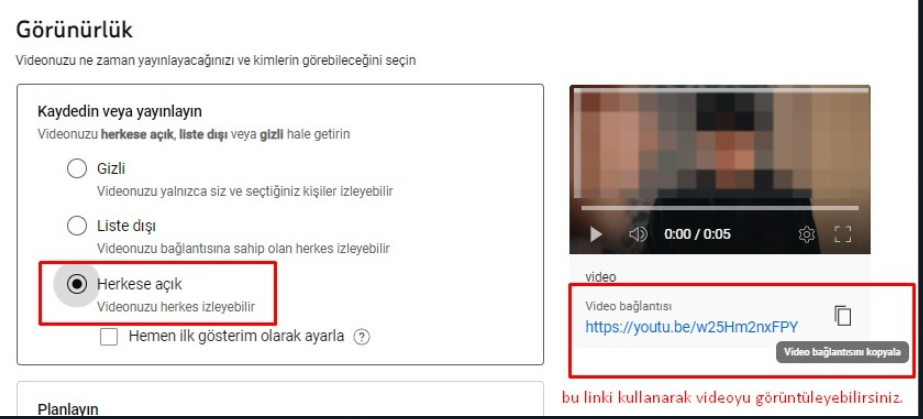 Görünürlük
Videonuzu ne zaman yayınlayacağınızı ve kimlerin görebileceğini seçin
Kaydedin veya yayınlayın
Videonuzu herkese açık, liste dışı veya gizli hale getirin
Gizli
Videonuzu yalnızca siz ve seçtiğiniz kişiler izleyebilir
Liste dışı
Videonuzu bağlantısına sahip olan herkes izleyebilir
Herkese açık
Videonuzu herkes izleyebilir
Hemen ilk gösterim olarak ayarla ?
Planlayın
0:00 / 0:05
video
Video bağlantısı
https://youtu.be/w25Hm2nxFPY
Video bağlantısını kopyala
bu linki kullanarak videoyu görüntüleyebilirsiniz.